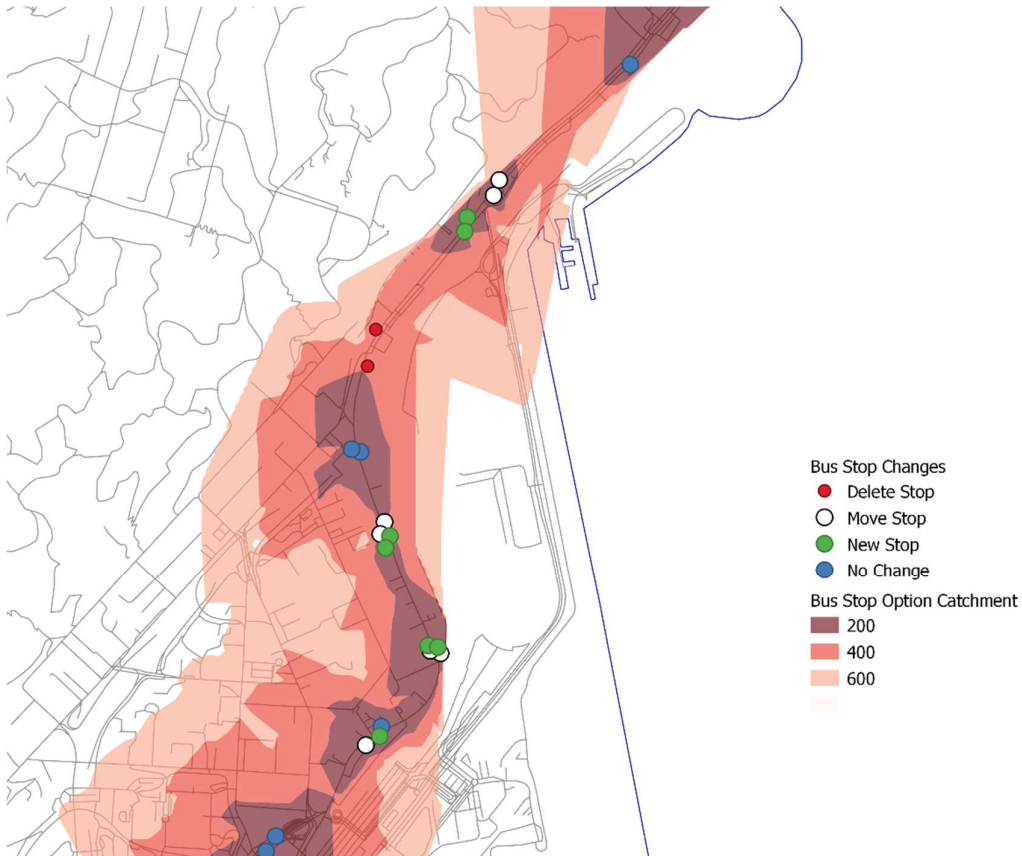 Bus Stop Changes
Delete Stop
Move Stop
New Stop
No Change
Bus Stop Option Catchment
200
400
600